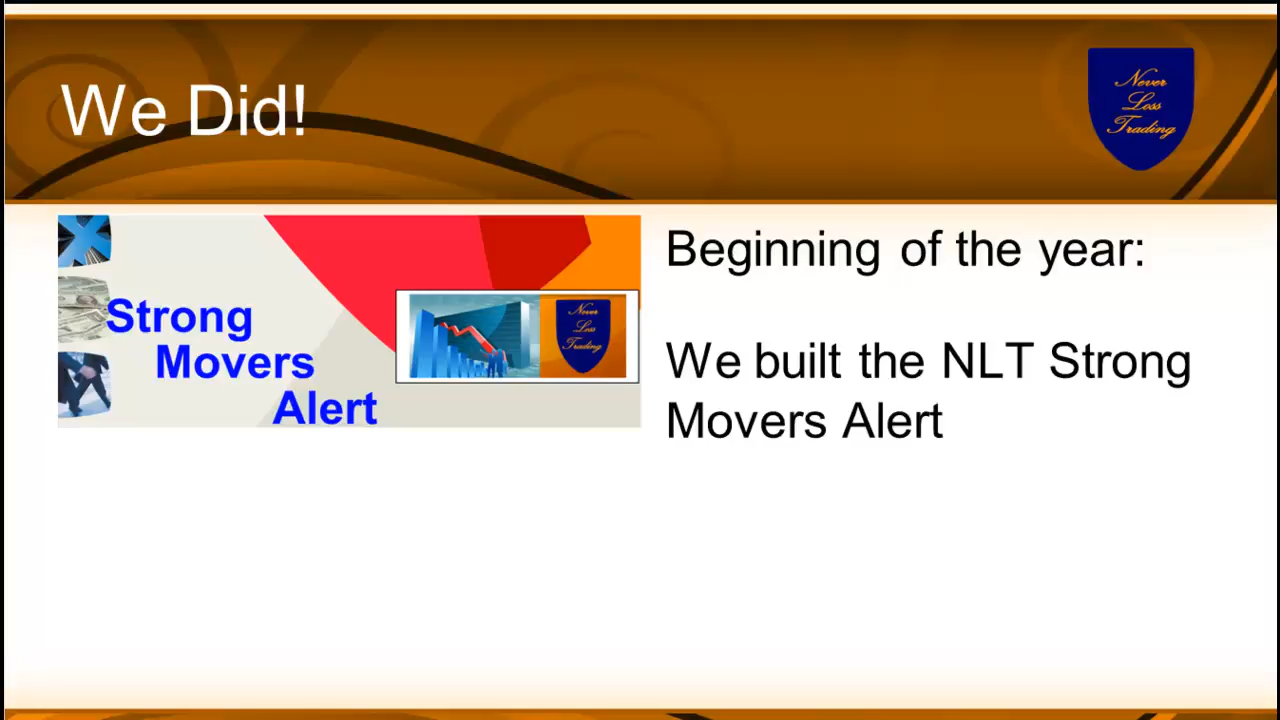 We Did!
Never
Loss
Trading
Strong
Movers
Alert
Never
Loss
Trading
Beginning of the year:
We built the NLT Strong
Movers Alert